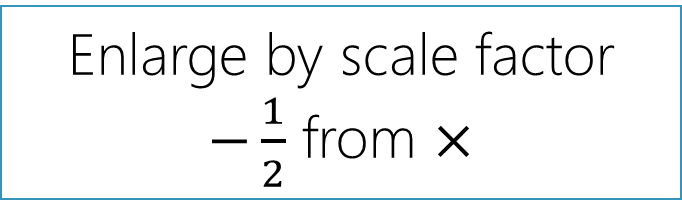 Enlarge by scale factor
− 1/2 from ×